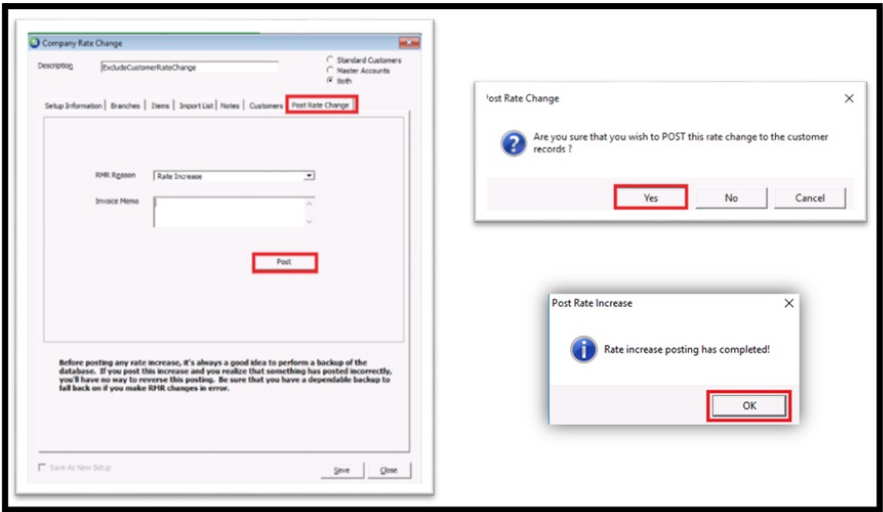 Company Rate Change
Description ExcludeCustomerRateChange
Standard Customers
Master Accounts
Both
Setup Information Branches Items Import List Notes Customers Post Rate Change
RMR Reason Rate Increase
Invoice Memo
Post
Before posting any rate increase, it's always a good idea to perform a backup of the
database. If you post this increase and you realize that something has posted incorrectly,
you'll have no way to reverse this posting. Be sure that you have a dependable backup to
fall back on if you make RMR changes in error.
Save As New Setup
Save Close
Post Rate Change
Are you sure that you wish to POST this rate change to the customer
records ?
Yes No Cancel
Post Rate Increase
Rate increase posting has completed!
OK